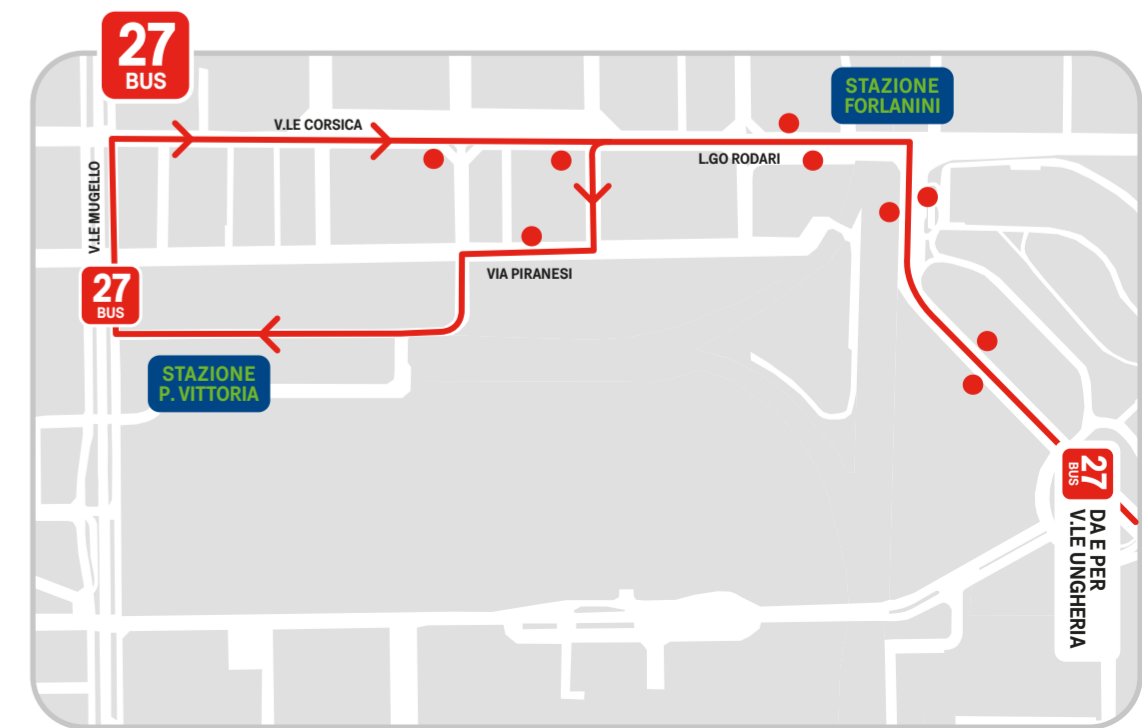 27
BUS
STAZIONE
FORLANINI
V.LE CORSICA
L.GO RODARI
V.LE MUGELLO
VIA PIRANESI
27
BUS
STAZIONE
P. VITTORIA
27
BUS
DA E PER
V.LE UNGHERIA